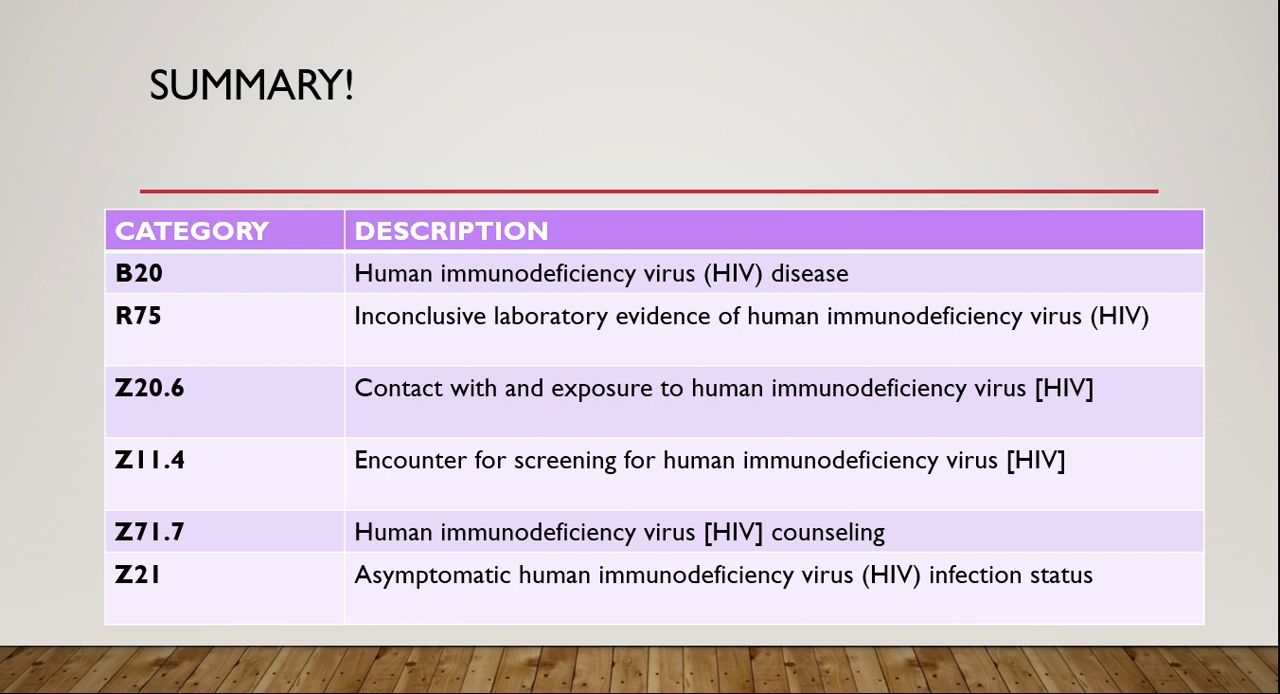 SUMMARY!
CATEGORY DESCRIPTION
B20 Human immunodeficiency virus (HIV) disease
R75 Inconclusive laboratory evidence of human immunodeficiency virus (HIV)
Z20.6 Contact with and exposure to human immunodeficiency virus [HIV]
Z11.4 Encounter for screening for human immunodeficiency virus [HIV]
Z71.7 Human immunodeficiency virus [HIV] counseling
Z21 Asymptomatic human immunodeficiency virus (HIV) infection status